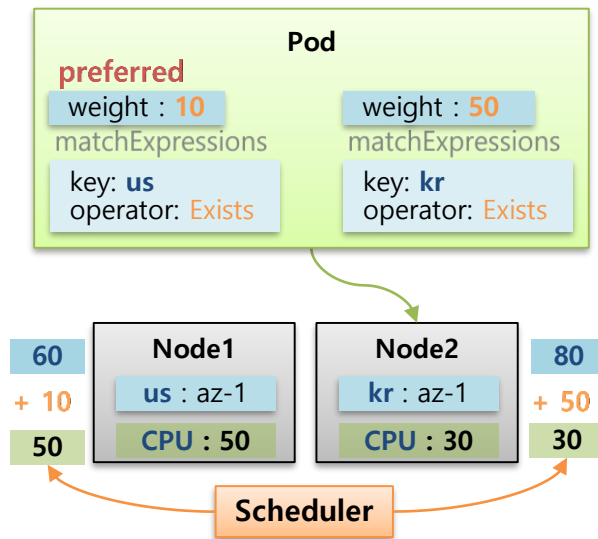 Pod
preferred
weight : 10
matchExpressions
key: us
operator: Exists
weight : 50
matchExpressions
key: kr
operator: Exists
60
+ 10
50
Node1
us : az-1
CPU : 50
Node2
kr : az-1
CPU : 30
80
+ 50
30
Scheduler